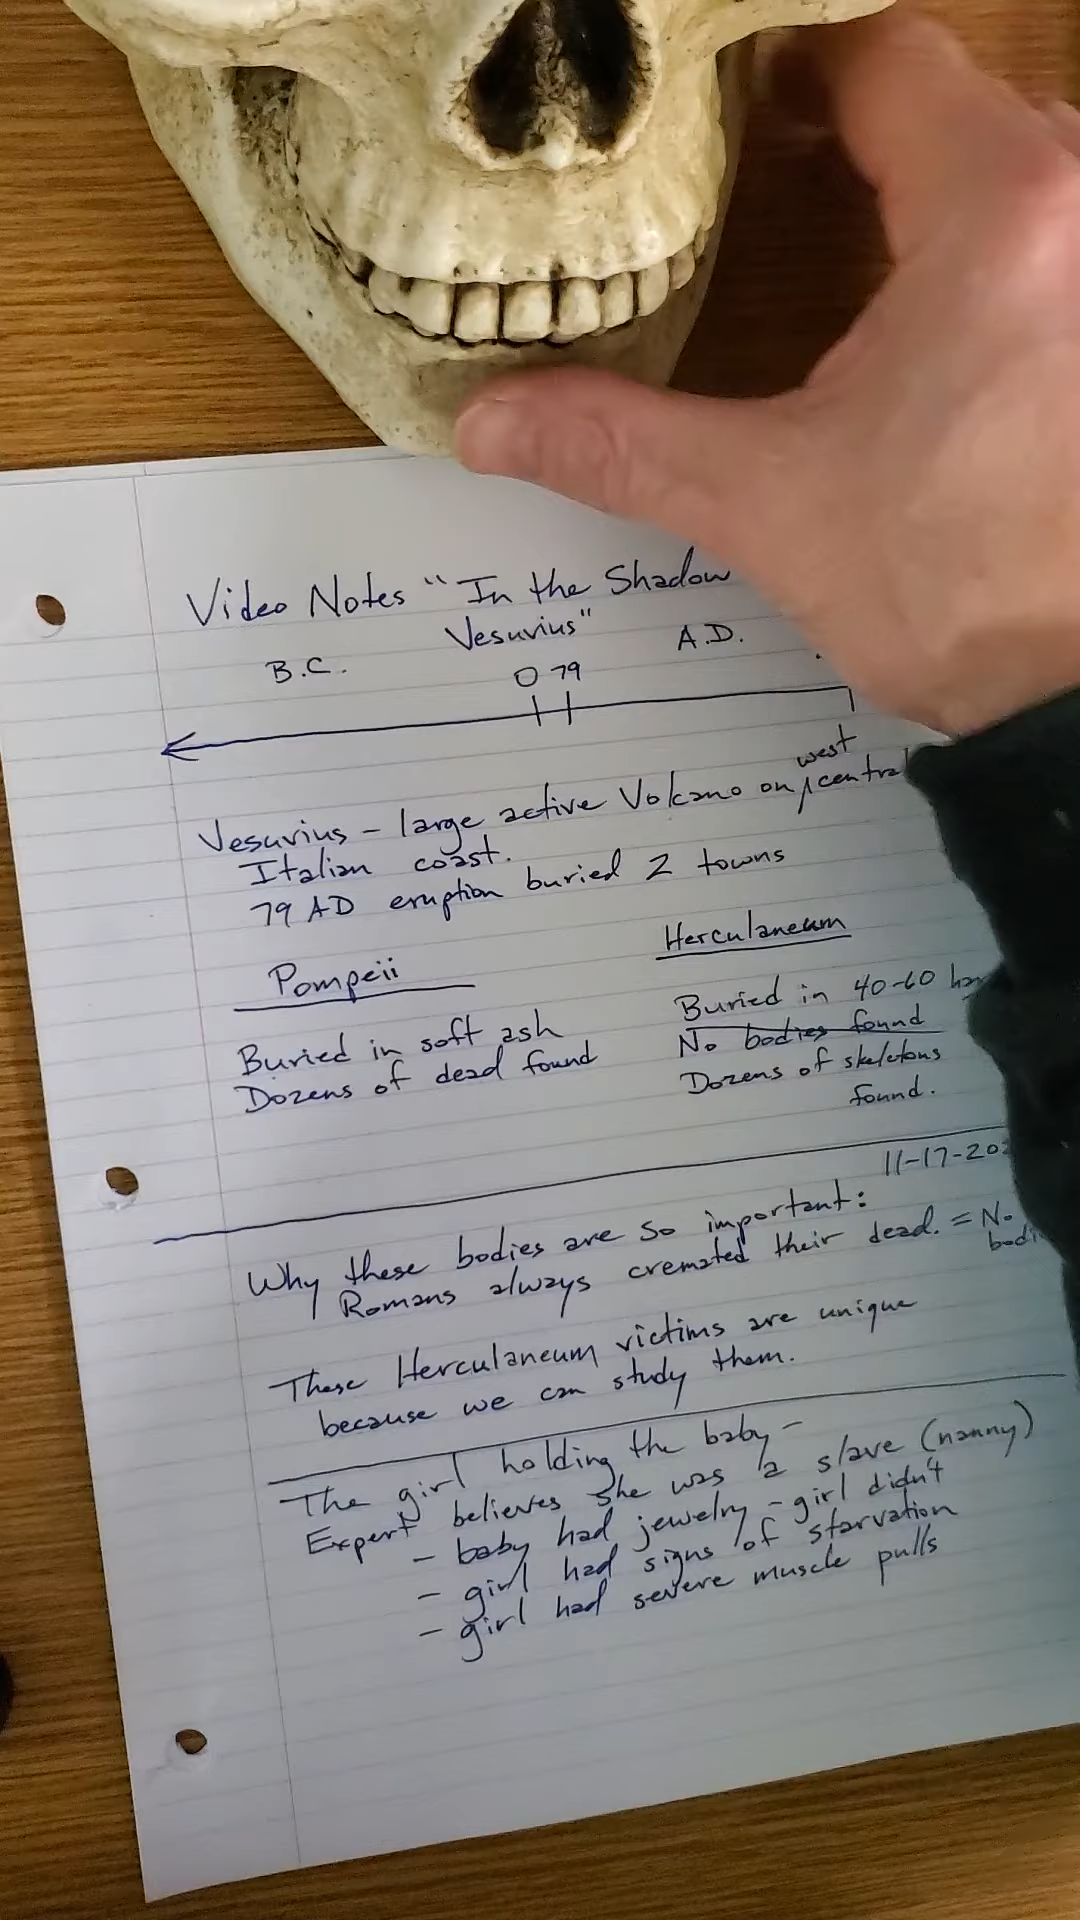 Video Notes "In the Shadow
Vesuvius"
B.C. A.D.
0 79
west
Vesuvius - large active Volcano on central
Italian coast.
79 AD eruption buried 2 towns
Pompeii
Buried in soft ash
Dozens of dead found
Herculaneum
Buried in 40-60
No bodies found
Dozens of skeletons
found.
11-17-20
Why these bodies are so important:
Romans always cremated their dead. = No
These Herculaneum victims are unique
because we can study them.
The girl holding the baby -
Expert believes she was a slave (nanny)
- baby had jewelry - girl didn't
- girl had signs of starvation
- girl had severe muscle pulls